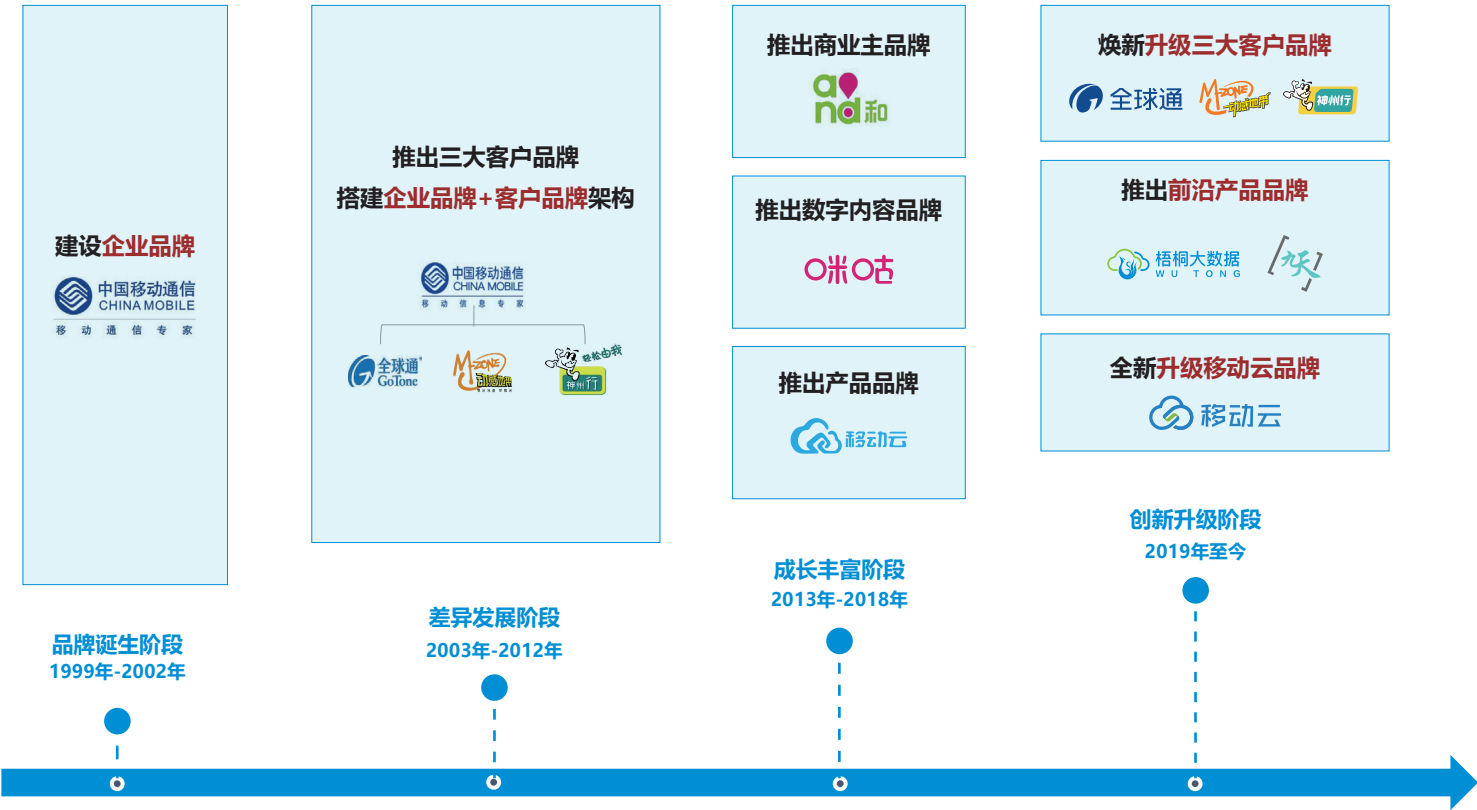 建设企业品牌
中国移动通信
CHINA MOBILE
移动通信专家
品牌诞生阶段
1999年-2002年
推出三大客户品牌
搭建企业品牌+客户品牌架构
中国移动通信
CHINA MOBILE
移动信息专家
全球通
GoTone
M-ZONE
动感地带
轻松由我
神州行
差异发展阶段
2003年-2012年
推出商业主品牌
and和
推出数字内容品牌
咪咕
推出产品品牌
移动云
成长丰富阶段
2013年-2018年
焕新升级三大客户品牌
全球通
M-ZONE
神州行
推出前沿产品品牌
梧桐大数据
WU TONG
九天
全新升级移动云品牌
移动云
创新升级阶段
2019年至今